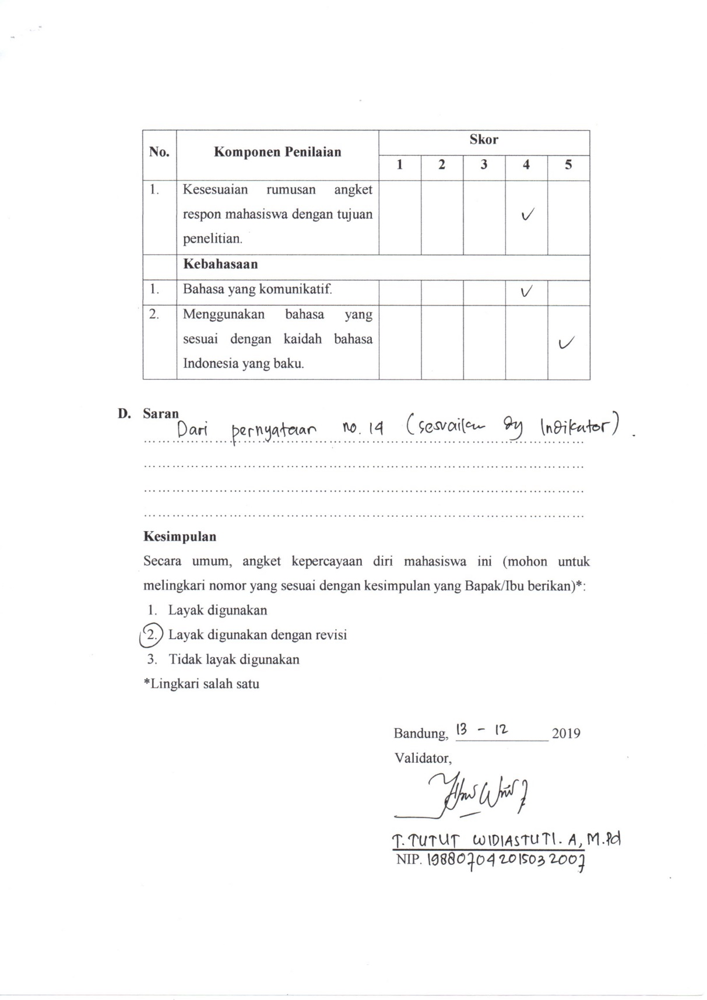 No. Komponen Penilaian Skor
1 2 3 4 5
1. Kesesuaian rumusan angket
respon mahasiswa dengan tujuan ✓
penelitian.
Kebahasaan
1. Bahasa yang komunikatif. ✓
2. Menggunakan bahasa yang
sesuai dengan kaidah bahasa ✓
Indonesia yang baku.
D. Saran
Dari pernyataan no. 14 (sesuaikan dg Indikator).
Kesimpulan
Secara umum, angket kepercayaan diri mahasiswa ini (mohon untuk
melingkari nomor yang sesuai dengan kesimpulan yang Bapak/Ibu berikan)*:
1. Layak digunakan
2. Layak digunakan dengan revisi
3. Tidak layak digunakan
*Lingkari salah satu
Bandung, 13 - 12 2019
Validator,
T. TUTUT WIDIASTUTI. A, M.Pd
NIP. 198807042015032007